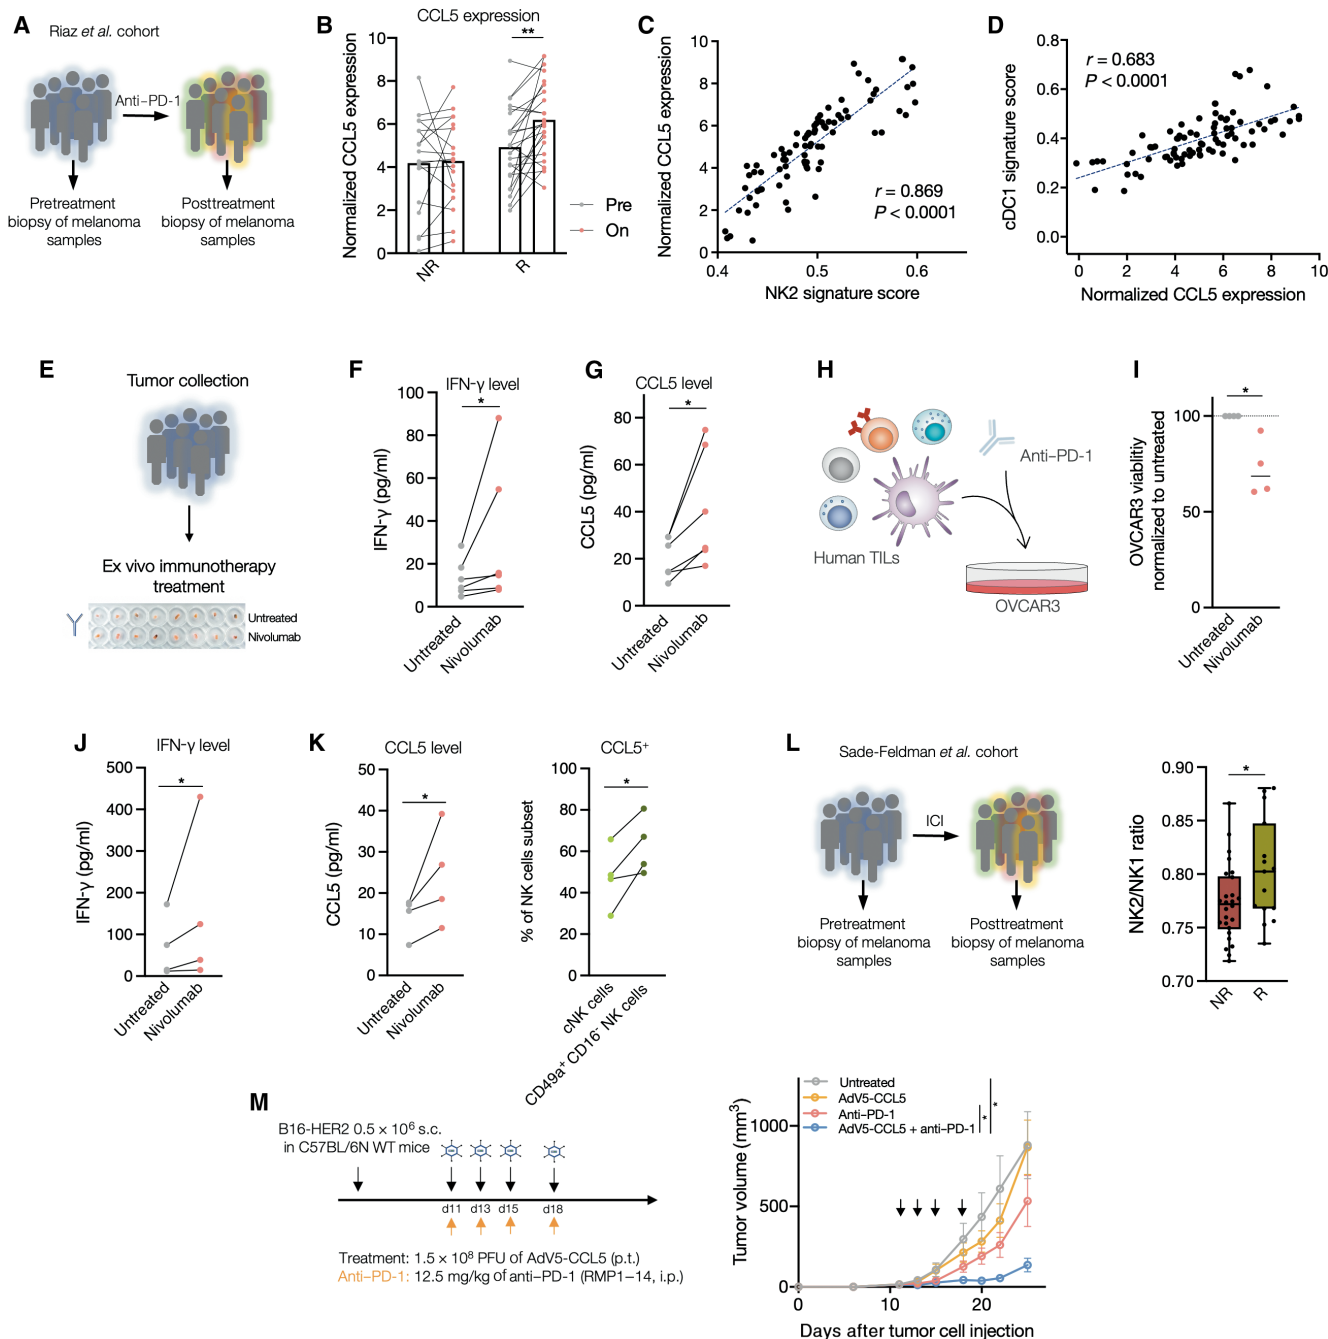 A
Riaz et al. cohort
Anti–PD-1
Pretreatment
biopsy of melanoma
samples
Posttreatment
biopsy of melanoma
samples
B
CCL5 expression
**
Normalized CCL5 expression
10
8
6
4
2
0
NR
R
Pre
On
C
Normalized CCL5 expression
10
8
6
4
2
0
r = 0.869
P < 0.0001
0.4
0.5
0.6
NK2 signature score
D
cDC1 signature score
0.8
0.6
0.4
0.2
0.0
r = 0.683
P < 0.0001
0
2
4
6
8
10
Normalized CCL5 expression
E
Tumor collection
Ex vivo immunotherapy
treatment
Untreated
Nivolumab
F
IFN-γ level
*
IFN-γ (pg/ml)
100
80
60
40
20
0
Untreated
Nivolumab
G
CCL5 level
*
CCL5 (pg/ml)
80
60
40
20
0
Untreated
Nivolumab
H
Anti–PD-1
Human TILs
OVCAR3
I
*
OVCAR3 viablitiy
normalized to untreated
100
50
0
Untreated
Nivolumab
J
IFN-γ level
*
IFN-γ (pg/ml)
500
400
300
200
100
0
Untreated
Nivolumab
K
CCL5 level
*
CCL5 (pg/ml)
50
40
30
20
10
0
Untreated
Nivolumab
CCL5+
*
% of NK cells subset
100
80
60
40
20
0
cNK cells
CD49a+ CD16- NK cells
L
Sade-Feldman et al. cohort
ICI
Pretreatment
biopsy of melanoma
samples
Posttreatment
biopsy of melanoma
samples
*
NK2/NK1 ratio
0.90
0.85
0.80
0.75
0.70
NR
R
M
B16-HER2 0.5 × 10⁶ s.c.
in C57BL/6N WT mice
d11
d13
d15
d18
Treatment: 1.5 × 10⁸ PFU of AdV5-CCL5 (p.t.)
Anti–PD-1: 12.5 mg/kg of anti–PD-1 (RMP1–14, i.p.)
Untreated
AdV5-CCL5
Anti-PD-1
AdV5-CCL5 + anti-PD-1
*
*
Tumor volume (mm³)
1000
500
0
0
10
20
Days after tumor cell injection